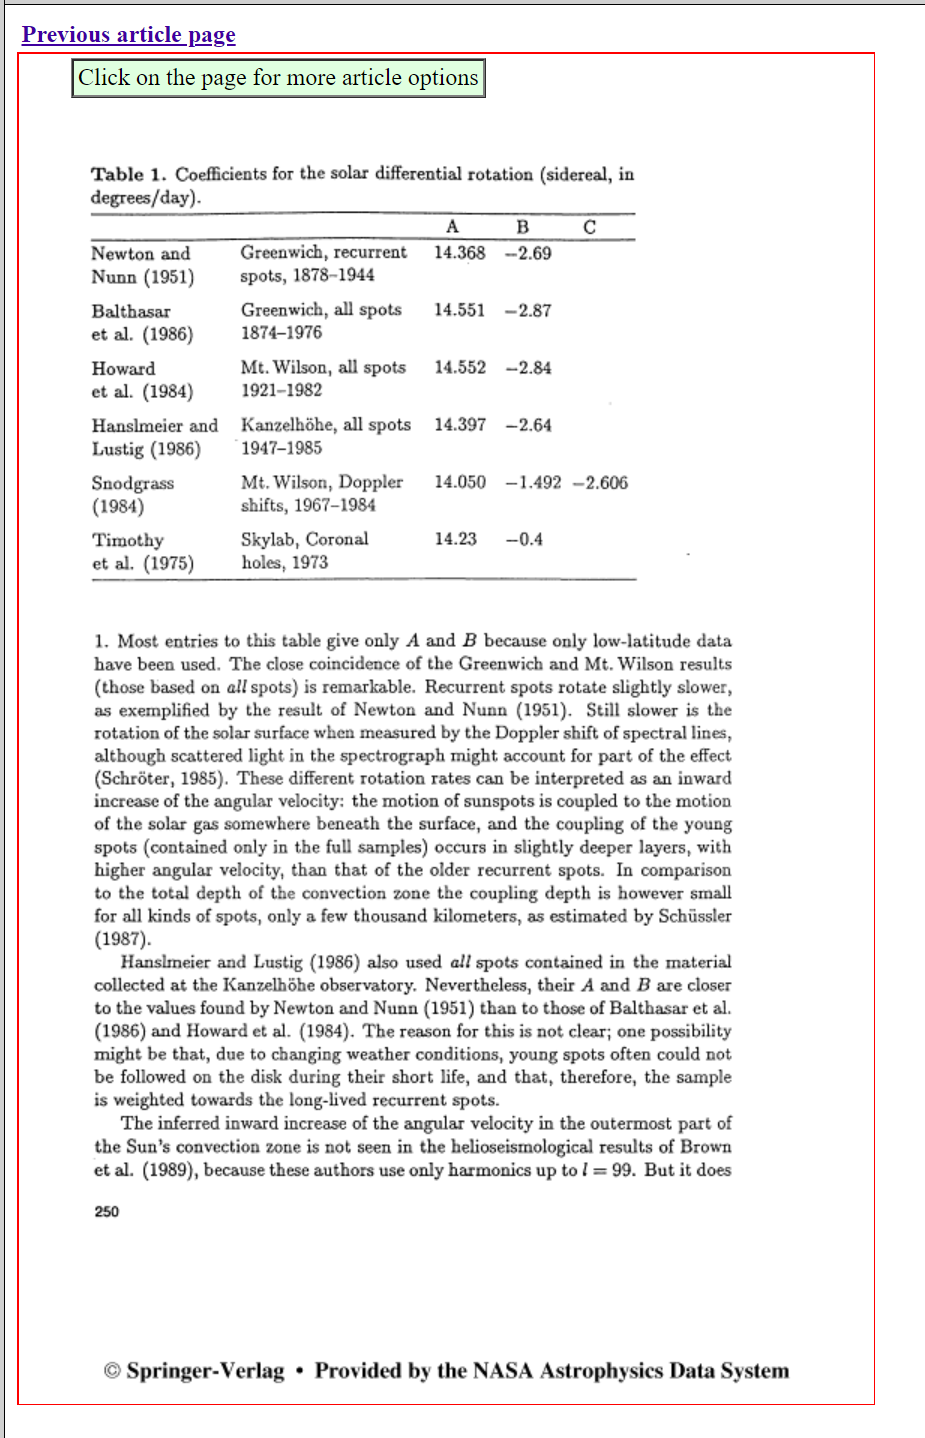 Previous article page
Click on the page for more article options
Table 1. Coefficients for the solar differential rotation (sidereal, in
degrees/day).
A B C
Newton and Greenwich, recurrent 14.368 −2.69
Nunn (1951) spots, 1878–1944
Balthasar Greenwich, all spots 14.551 −2.87
et al. (1986) 1874–1976
Howard Mt. Wilson, all spots 14.552 −2.84
et al. (1984) 1921–1982
Hanslmeier and Kanzelhöhe, all spots 14.397 −2.64
Lustig (1986) 1947–1985
Snodgrass Mt. Wilson, Doppler 14.050 −1.492 −2.606
(1984) shifts, 1967–1984
Timothy Skylab, Coronal 14.23 −0.4
et al. (1975) holes, 1973
1. Most entries to this table give only A and B because only low-latitude data
have been used. The close coincidence of the Greenwich and Mt. Wilson results
(those based on all spots) is remarkable. Recurrent spots rotate slightly slower,
as exemplified by the result of Newton and Nunn (1951). Still slower is the
rotation of the solar surface when measured by the Doppler shift of spectral lines,
although scattered light in the spectrograph might account for part of the effect
(Schröter, 1985). These different rotation rates can be interpreted as an inward
increase of the angular velocity: the motion of sunspots is coupled to the motion
of the solar gas somewhere beneath the surface, and the coupling of the young
spots (contained only in the full samples) occurs in slightly deeper layers, with
higher angular velocity, than that of the older recurrent spots. In comparison
to the total depth of the convection zone the coupling depth is however small
for all kinds of spots, only a few thousand kilometers, as estimated by Schüssler
(1987).
Hanslmeier and Lustig (1986) also used all spots contained in the material
collected at the Kanzelhöhe observatory. Nevertheless, their A and B are closer
to the values found by Newton and Nunn (1951) than to those of Balthasar et al.
(1986) and Howard et al. (1984). The reason for this is not clear; one possibility
might be that, due to changing weather conditions, young spots often could not
be followed on the disk during their short life, and that, therefore, the sample
is weighted towards the long-lived recurrent spots.
The inferred inward increase of the angular velocity in the outermost part of
the Sun's convection zone is not seen in the helioseismological results of Brown
et al. (1989), because these authors use only harmonics up to l = 99. But it does
250
© Springer-Verlag • Provided by the NASA Astrophysics Data System